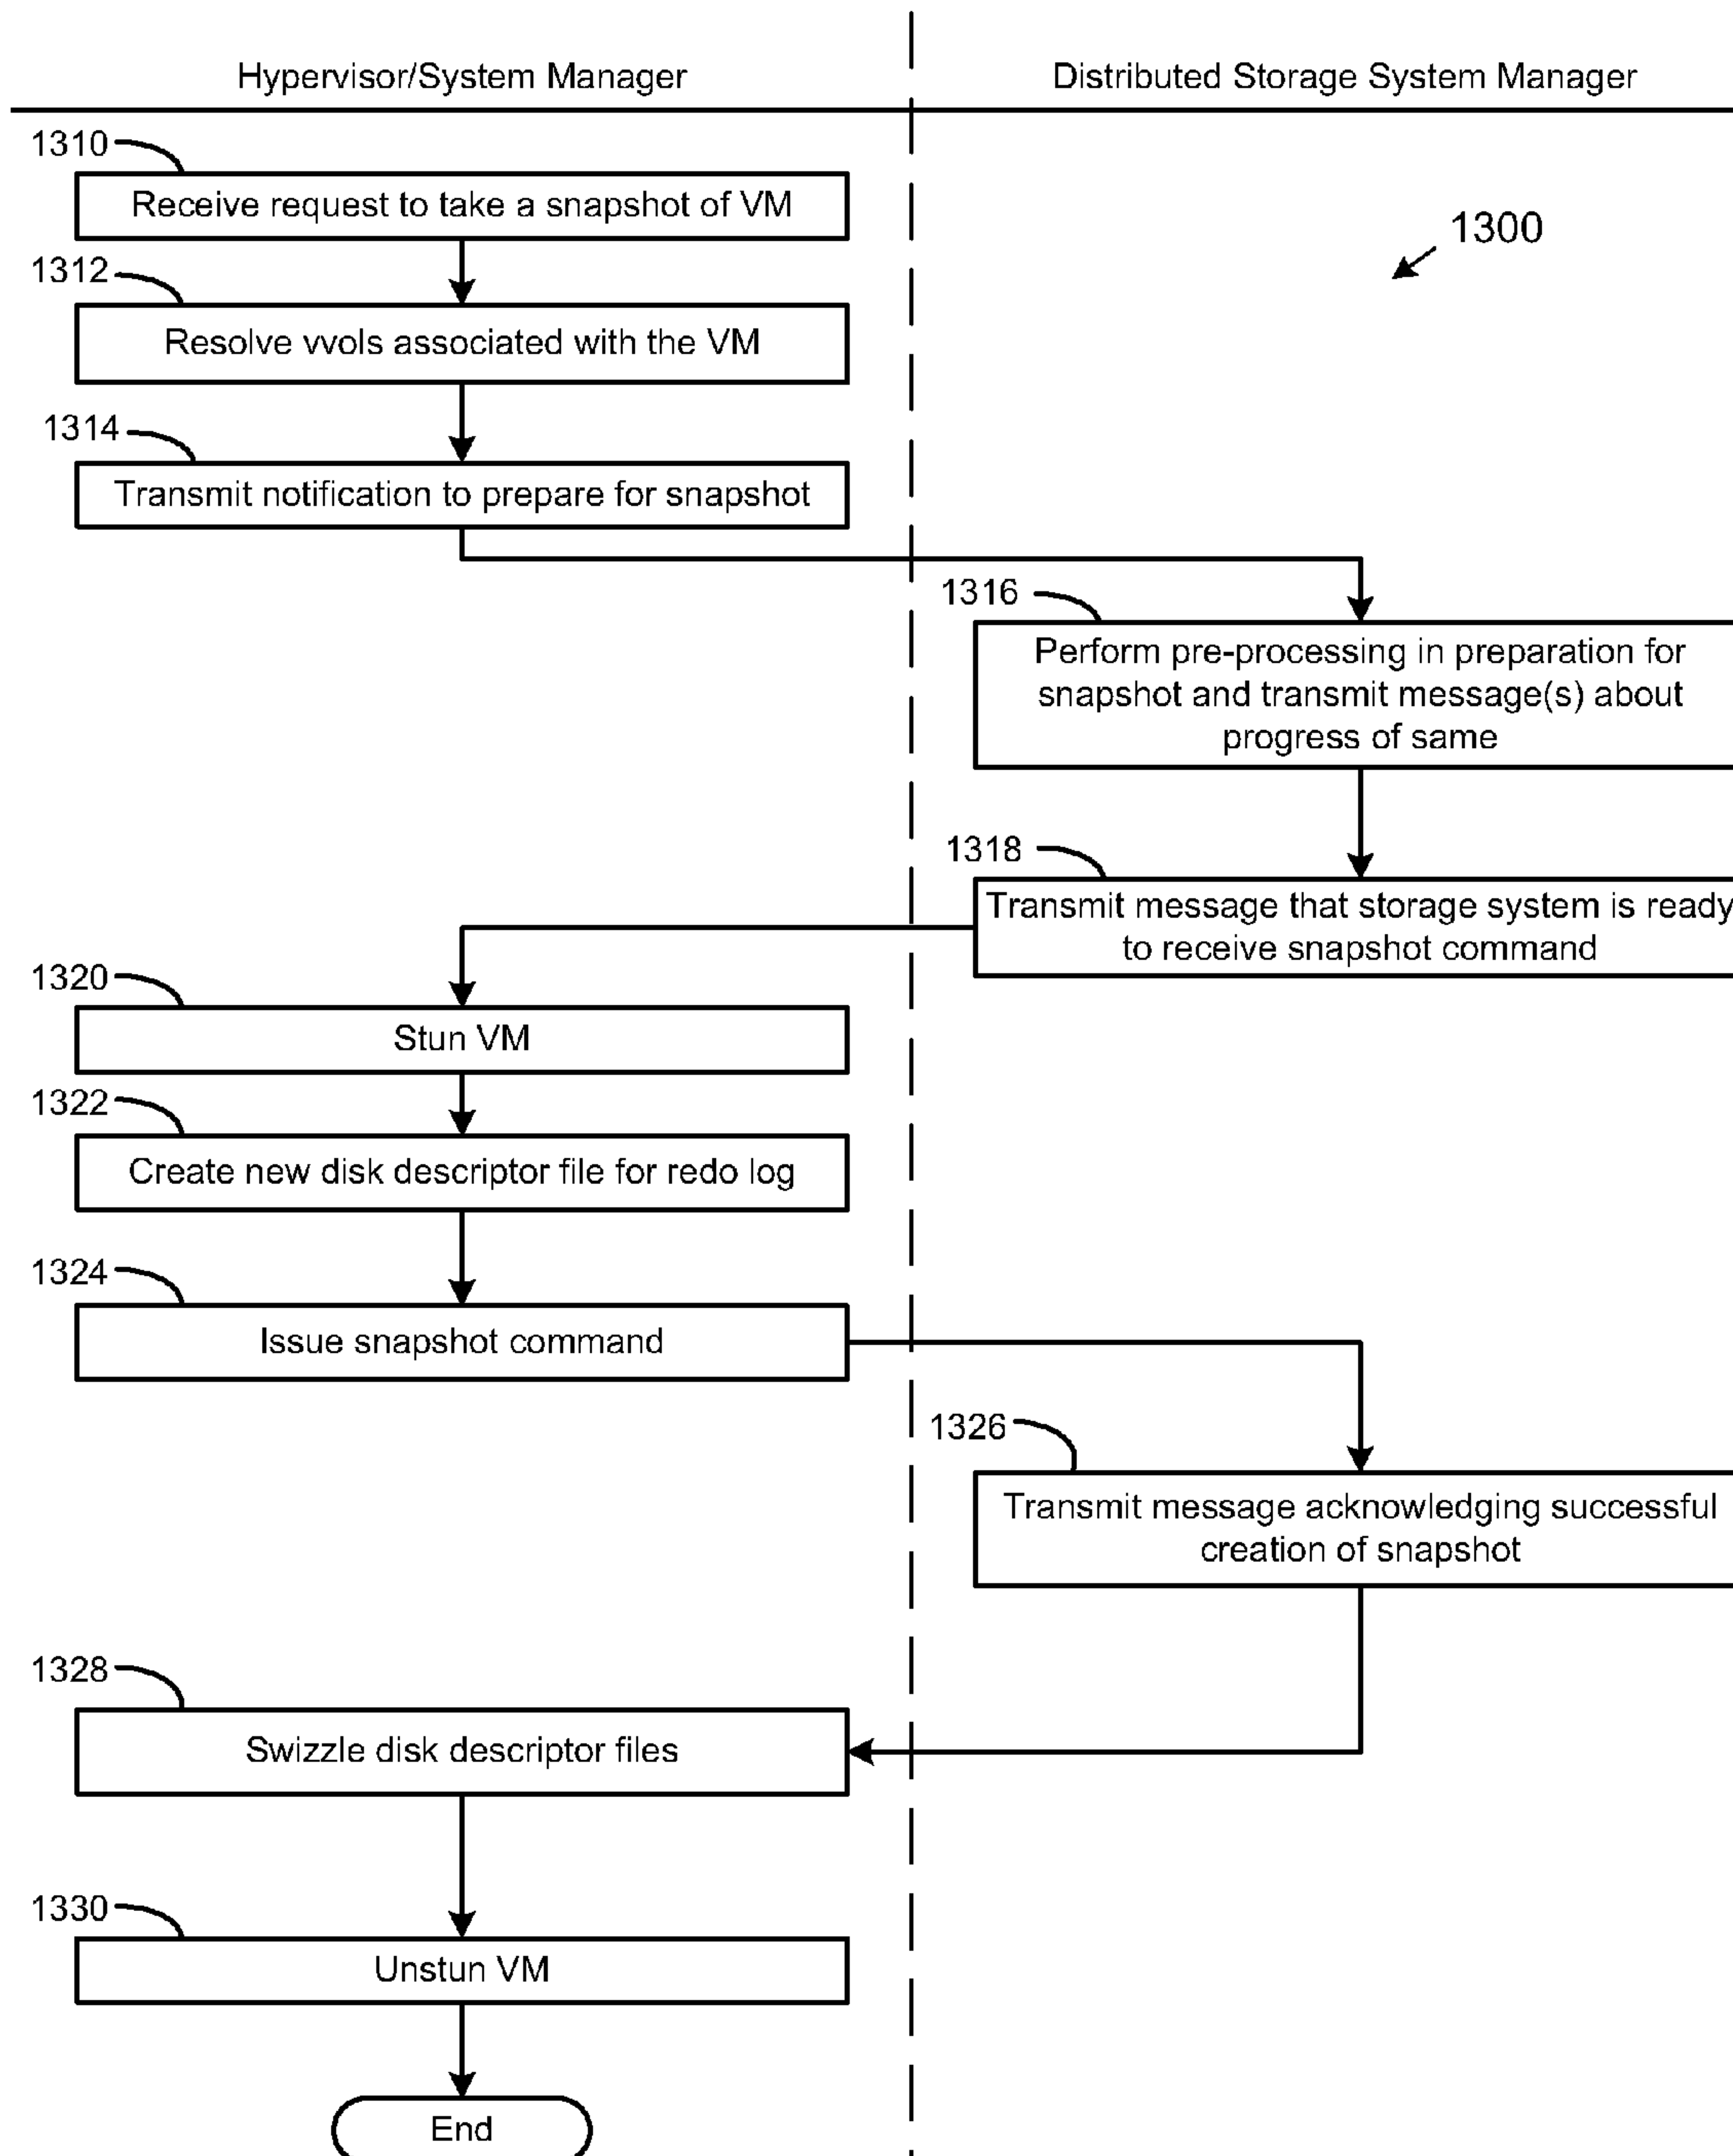 Hypervisor/System Manager
Distributed Storage System Manager
1310
Receive request to take a snapshot of VM
1300
1312
Resolve vvols associated with the VM
1314
Transmit notification to prepare for snapshot
1316
Perform pre-processing in preparation for
snapshot and transmit message(s) about
progress of same
1318
Transmit message that storage system is ready
to receive snapshot command
1320
Stun VM
1322
Create new disk descriptor file for redo log
1324
Issue snapshot command
1326
Transmit message acknowledging successful
creation of snapshot
1328
Swizzle disk descriptor files
1330
Unstun VM
End